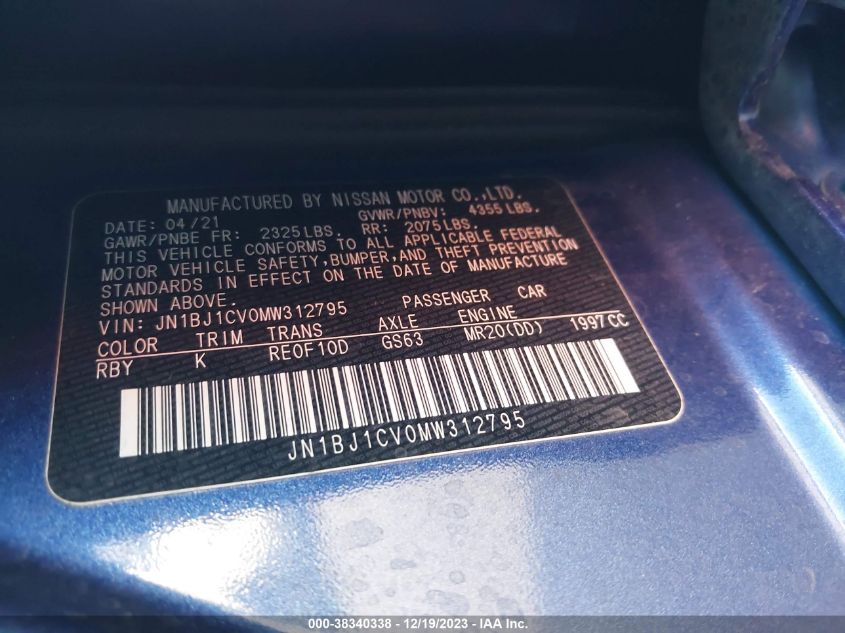 MANUFACTURED BY NISSAN MOTOR CO.,LTD.
DATE: 04/21 GVWR/PNBV: 4355 LBS.
GAWR/PNBE FR: 2325LBS. RR: 2075LBS.
THIS VEHICLE CONFORMS TO ALL APPLICABLE FEDERAL
MOTOR VEHICLE SAFETY,BUMPER,AND THEFT PREVENTION
STANDARDS IN EFFECT ON THE DATE OF MANUFACTURE
SHOWN ABOVE.
VIN: JN1BJ1CV0MW312795 PASSENGER CAR
COLOR TRIM TRANS AXLE ENGINE
RBY K RE0F10D GS63 MR20(DD) 1997CC
JN1BJ1CV0MW312795
000-38340338 - 12/19/2023 - IAA Inc.